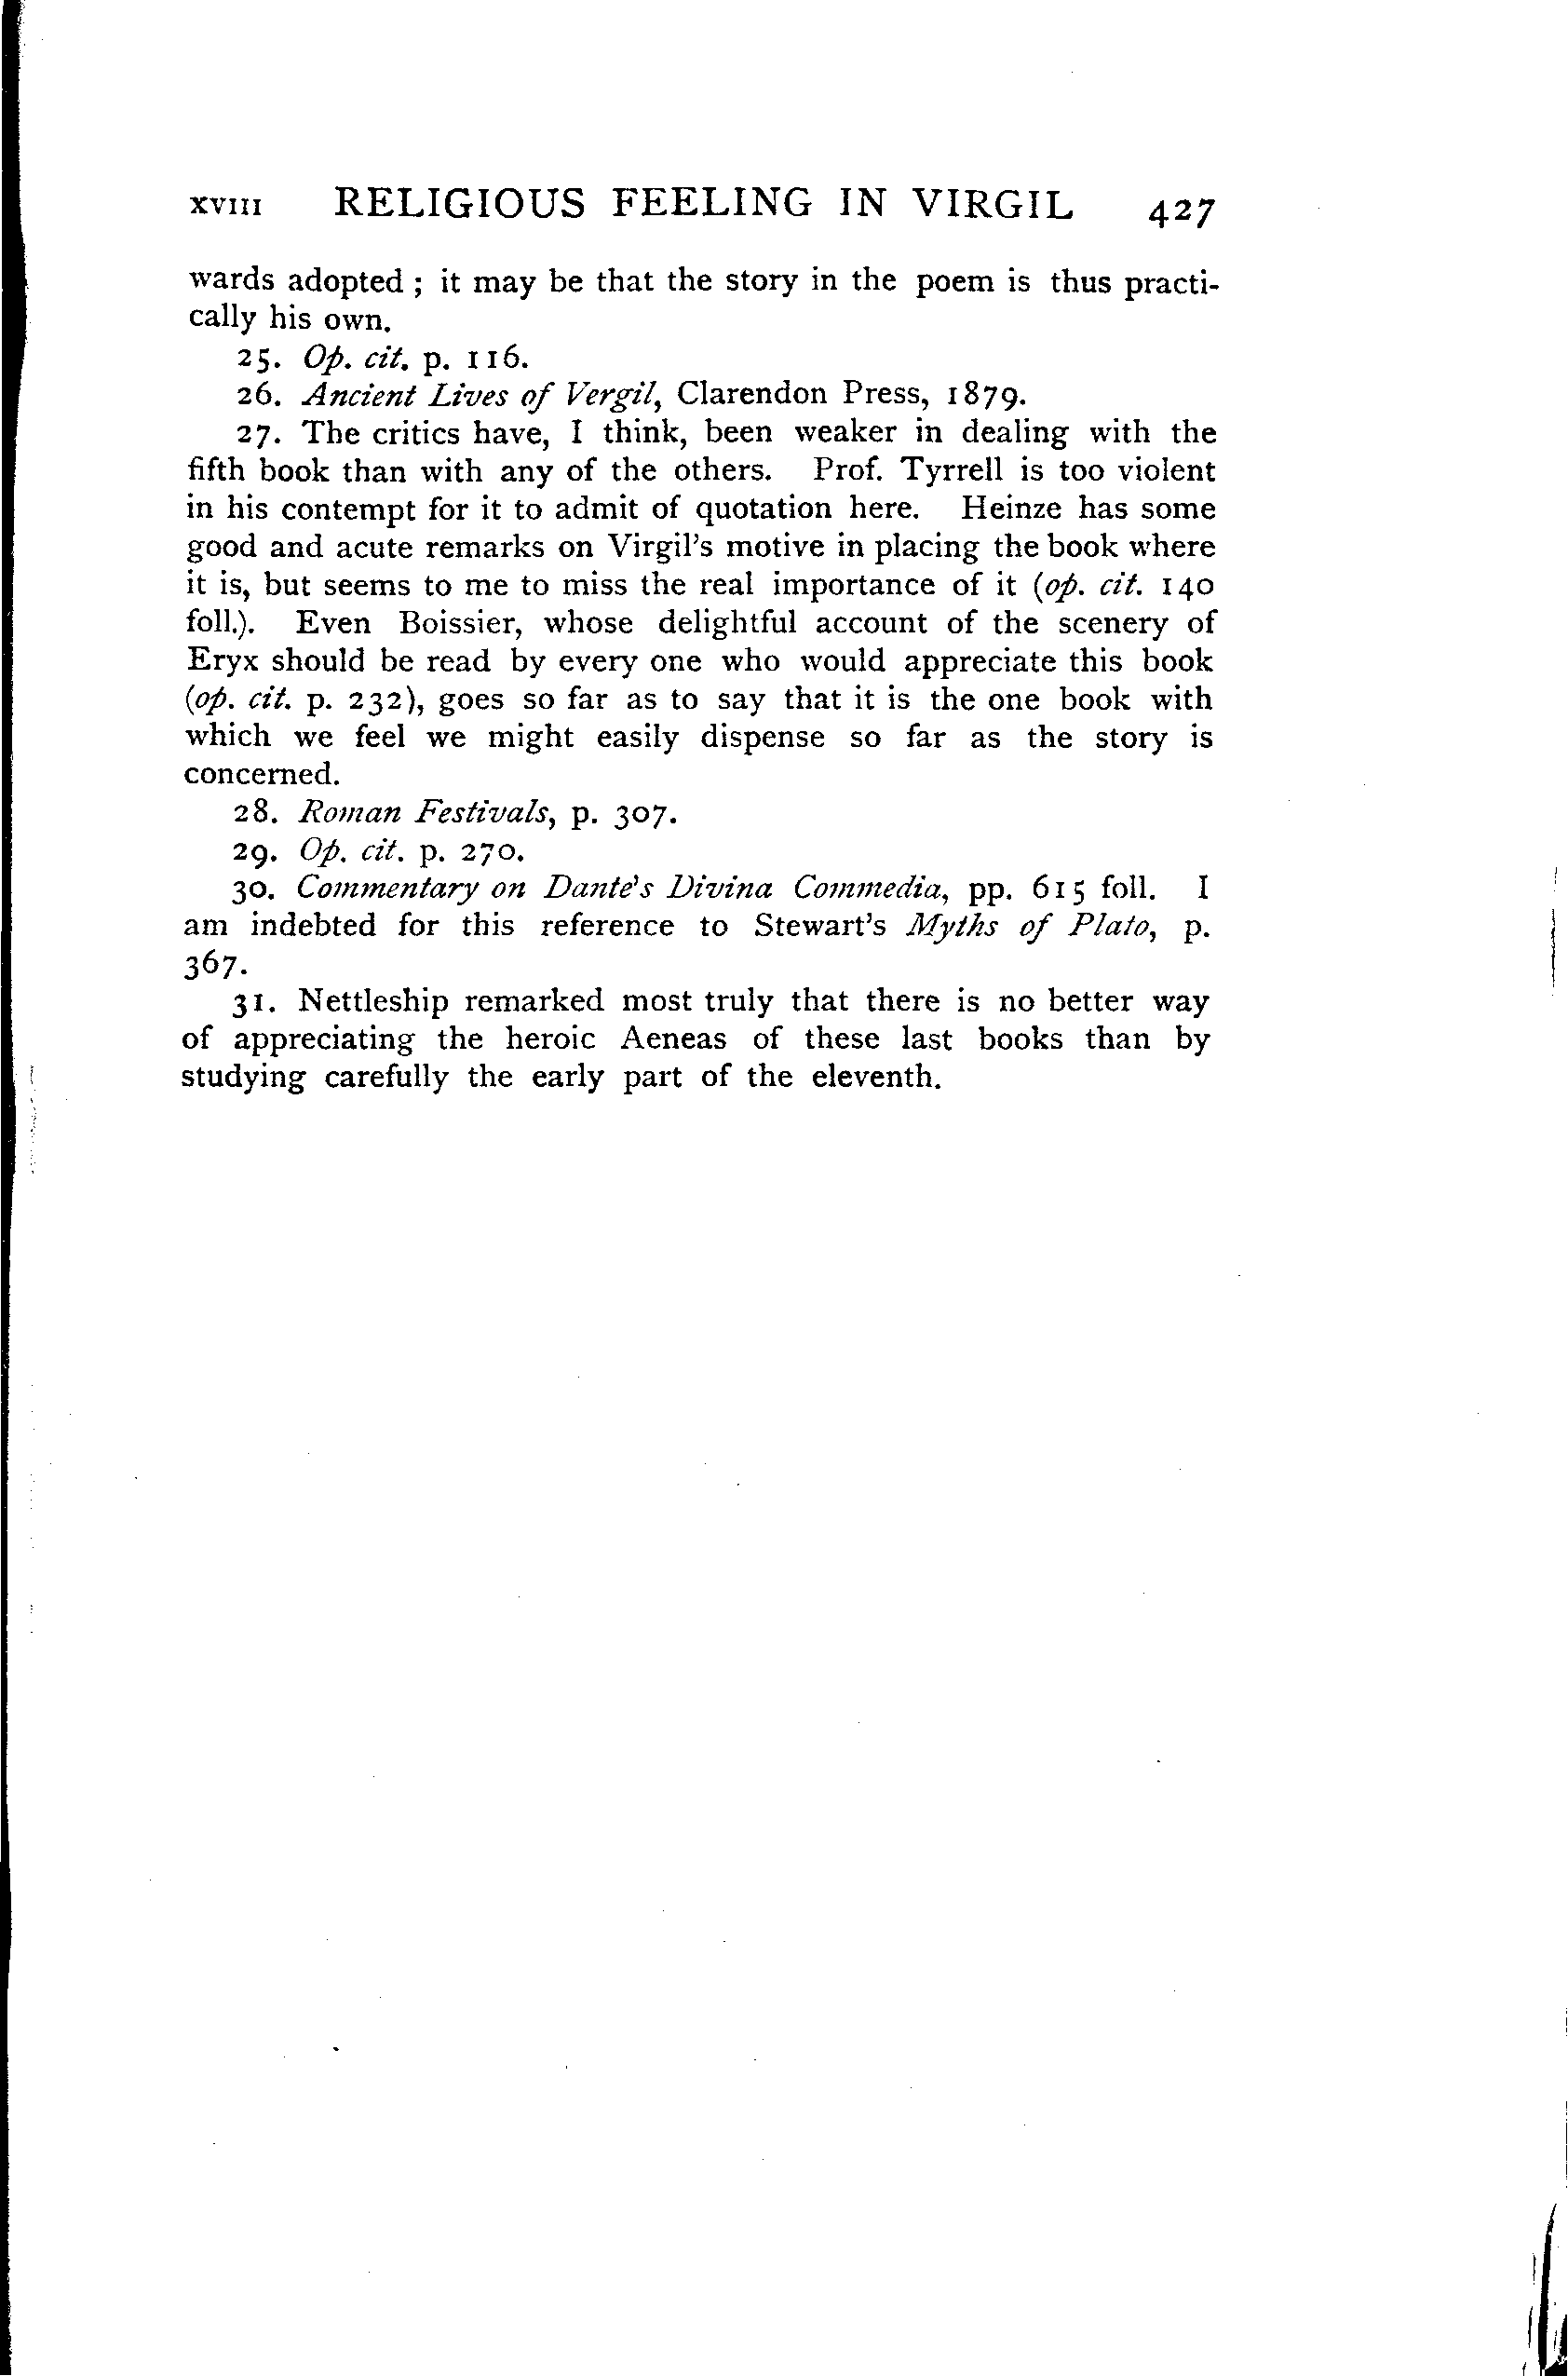 XVIII RELIGIOUS FEELING IN VIRGIL 427
wards adopted ; it may be that the story in the poem is thus practi-
cally his own.
25. Op. cit. p. 116.
26. Ancient Lives of Vergil, Clarendon Press, 1879.
27. The critics have, I think, been weaker in dealing with the
fifth book than with any of the others. Prof. Tyrrell is too violent
in his contempt for it to admit of quotation here. Heinze has some
good and acute remarks on Virgil's motive in placing the book where
it is, but seems to me to miss the real importance of it (op. cit. 140
foll.). Even Boissier, whose delightful account of the scenery of
Eryx should be read by every one who would appreciate this book
(op. cit. p. 232), goes so far as to say that it is the one book with
which we feel we might easily dispense so far as the story is
concerned.
28. Roman Festivals, p. 307.
29. Op. cit. p. 270.
30. Commentary on Dante's Divina Commedia, pp. 615 foll. I
am indebted for this reference to Stewart's Myths of Plato, p.
367.
31. Nettleship remarked most truly that there is no better way
of appreciating the heroic Aeneas of these last books than by
studying carefully the early part of the eleventh.